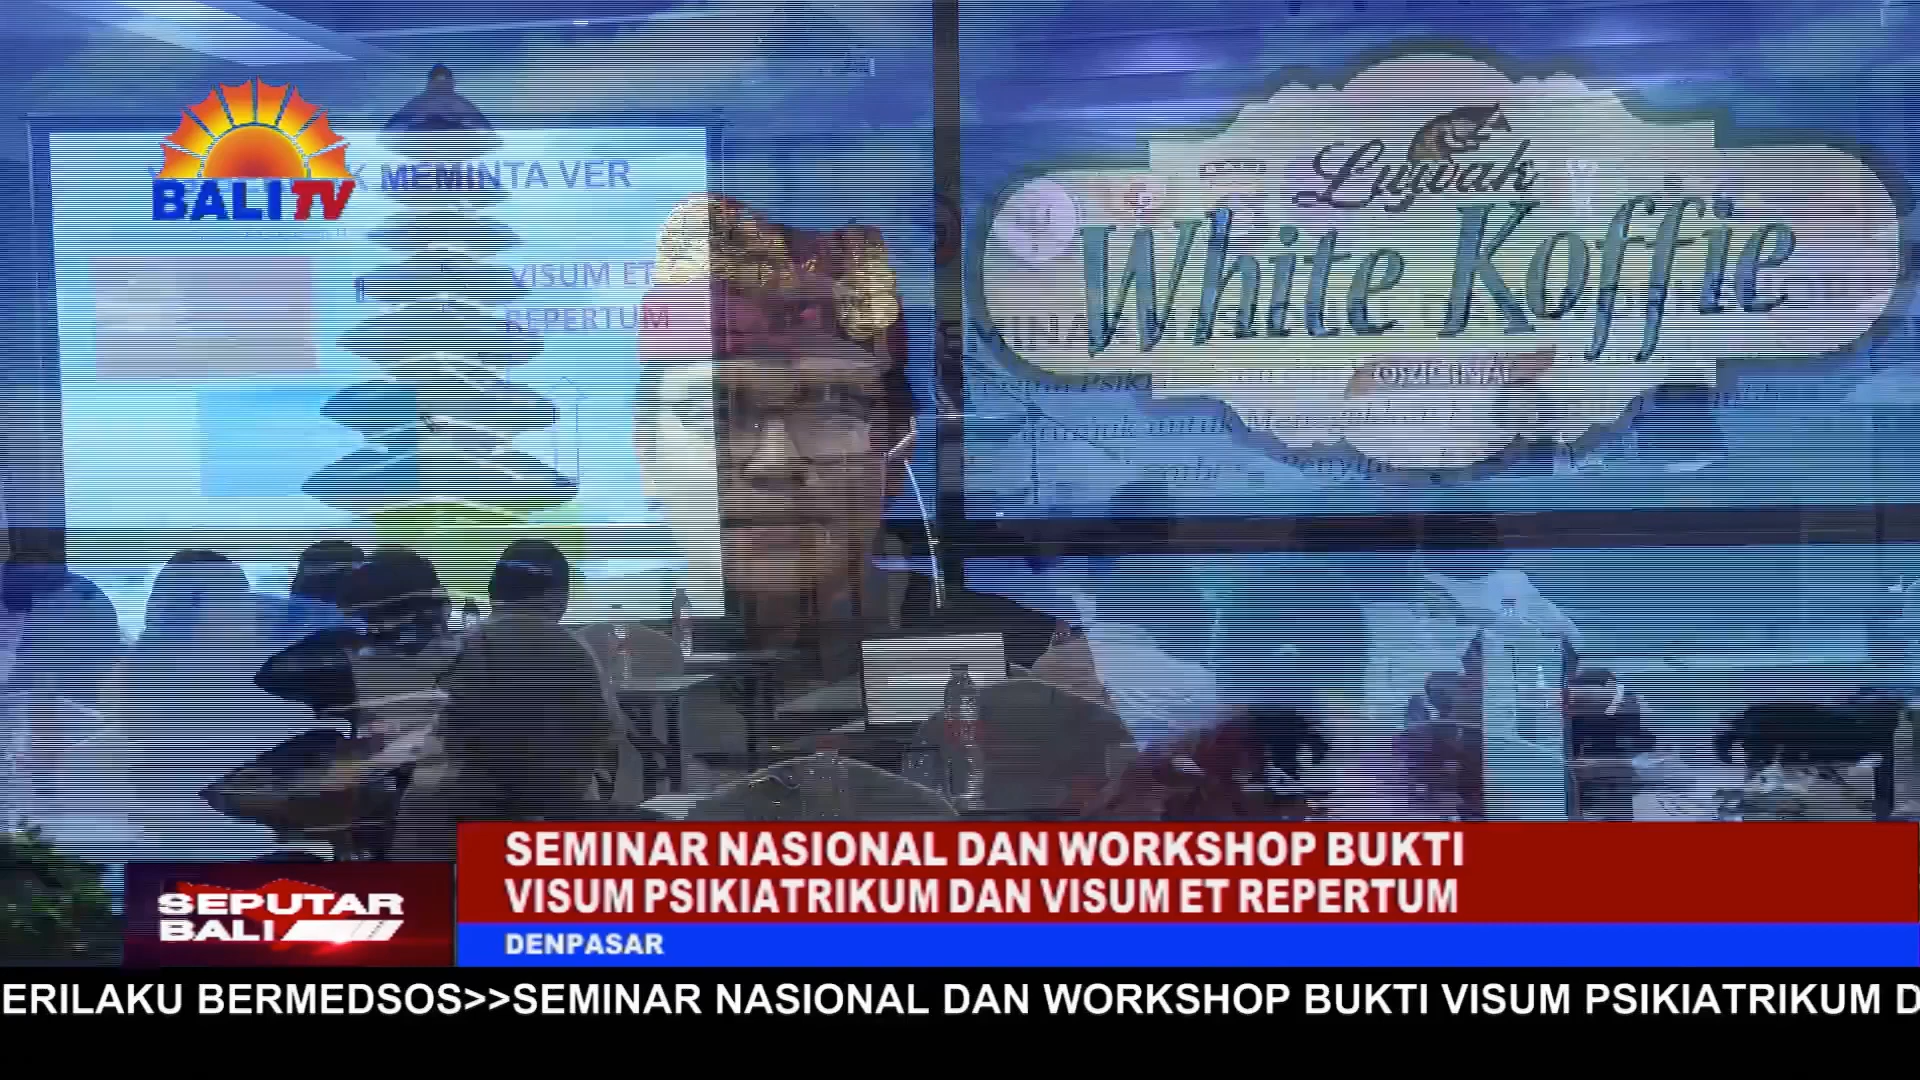 BALI TV
MEMINTA VER
VISUM ET
REPERTUM
Luwak
White Koffie
SEMINAR NASIONAL DAN WORKSHOP BUKTI
VISUM PSIKIATRIKUM DAN VISUM ET REPERTUM
SEPUTAR
BALI
DENPASAR
ERILAKU BERMEDSOS>>SEMINAR NASIONAL DAN WORKSHOP BUKTI VISUM PSIKIATRIKUM D